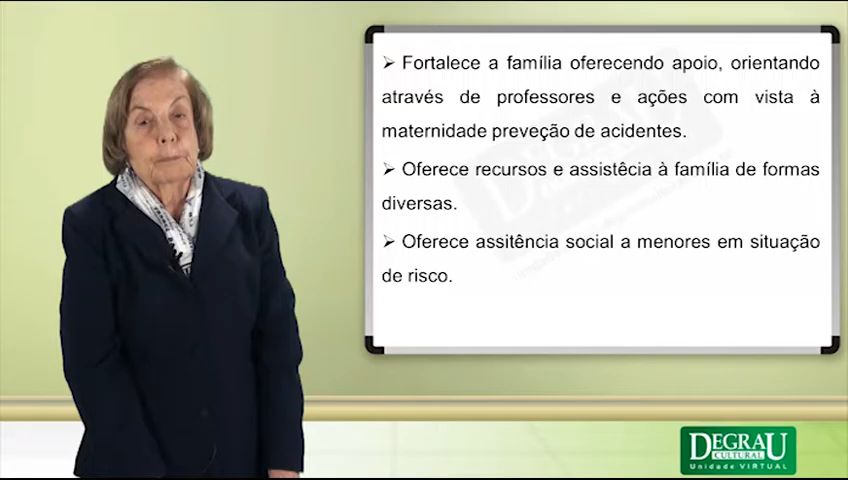 ➢ Fortalece a família oferecendo apoio, orientando
através de professores e ações com vista à
maternidade preveção de acidentes.
➢ Oferece recursos e assistêcia à família de formas
diversas.
➢ Oferece assitência social a menores em situação
de risco.
DEGRAU
CULTURAL
Unidade VIRTUAL